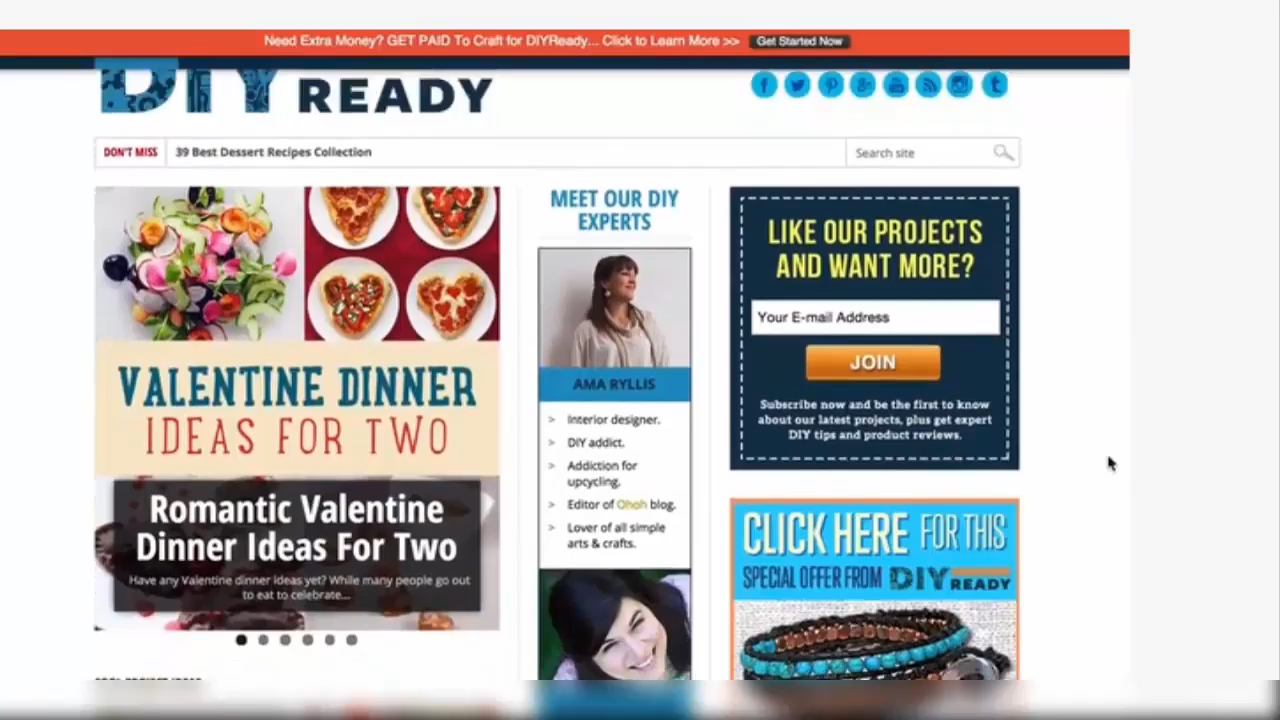 Need Extra Money? GET PAID To Craft for DIYReady... Click to Learn More >> Get Started Now
DIY READY
DON'T MISS 39 Best Dessert Recipes Collection Search site
VALENTINE DINNER
IDEAS FOR TWO
Romantic Valentine
Dinner Ideas For Two
Have any Valentine dinner ideas yet? While many people go out
to eat to celebrate...
MEET OUR DIY
EXPERTS
AMA RYLLIS
> Interior designer.
> DIY addict.
> Addiction for
upcycling.
> Editor of Ohoh blog.
> Lover of all simple
arts & crafts.
LIKE OUR PROJECTS
AND WANT MORE?
Your E-mail Address
JOIN
Subscribe now and be the first to know
about our latest projects, plus get expert
DIY tips and product reviews.
CLICK HERE FOR THIS
SPECIAL OFFER FROM DIY READY